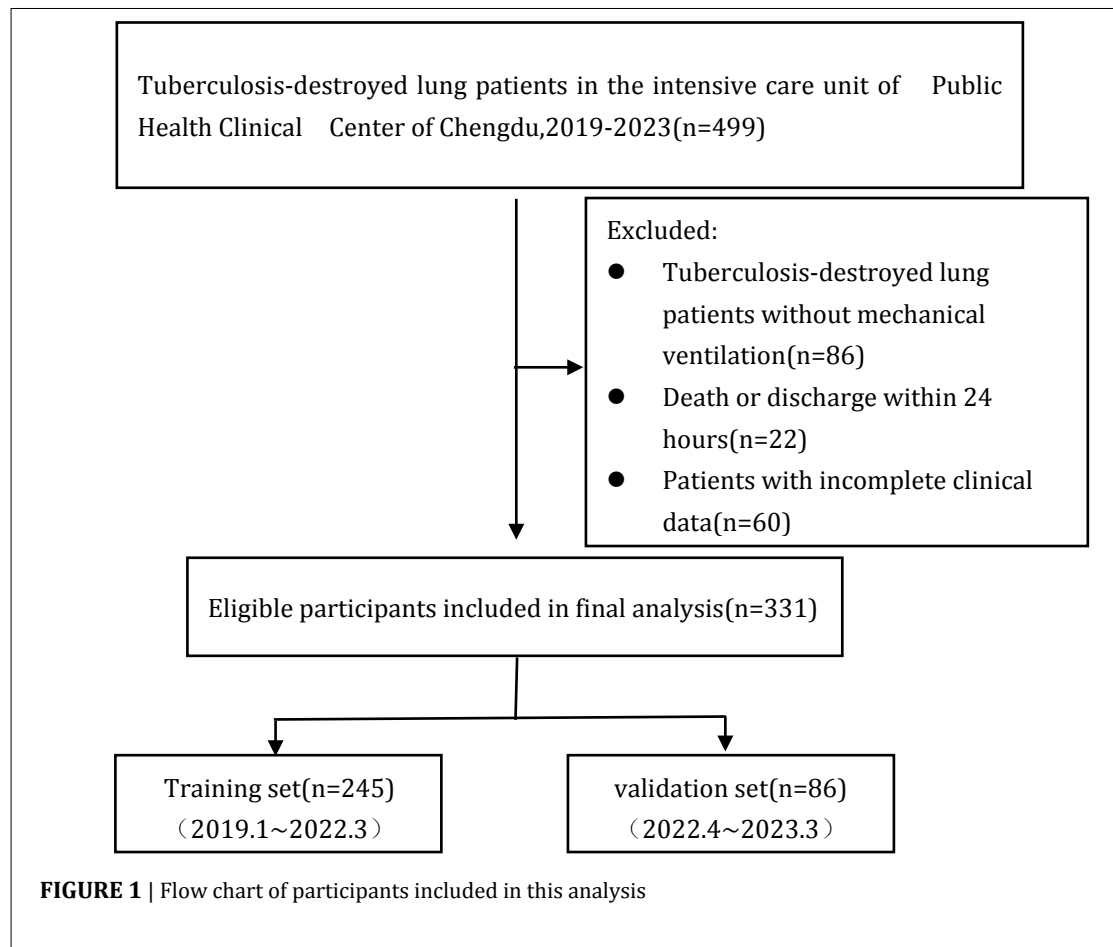 Tuberculosis-destroyed lung patients in the intensive care unit of Public
Health Clinical Center of Chengdu,2019-2023(n=499)
Excluded:
● Tuberculosis-destroyed lung
patients without mechanical
ventilation(n=86)
● Death or discharge within 24
hours(n=22)
● Patients with incomplete clinical
data(n=60)
Eligible participants included in final analysis(n=331)
Training set(n=245)
（2019.1~2022.3）
validation set(n=86)
（2022.4~2023.3）
FIGURE 1 | Flow chart of participants included in this analysis